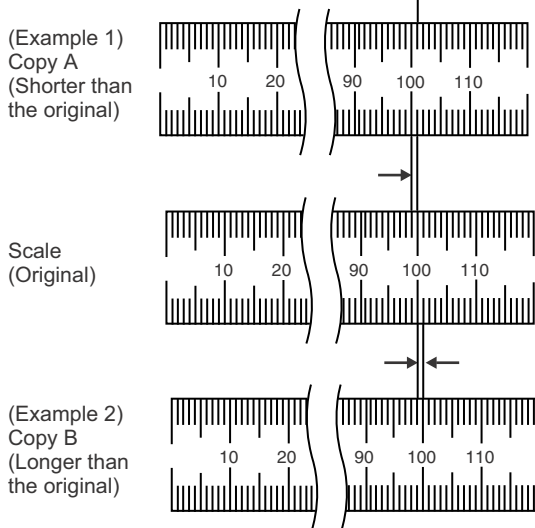 (Example 1)
Copy A
(Shorter than
the original)
10 20 90 100 110
Scale
(Original)
10 20 90 100 110
(Example 2)
Copy B
(Longer than
the original)
10 20 90 100 110